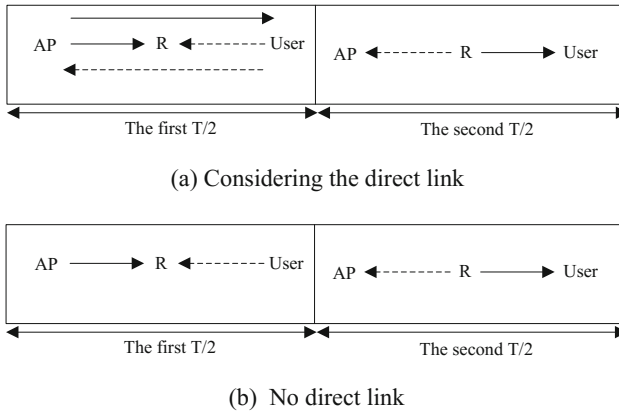 AP R User AP R User
The first T/2 The second T/2
(a) Considering the direct link
AP R User AP R User
The first T/2 The second T/2
(b) No direct link